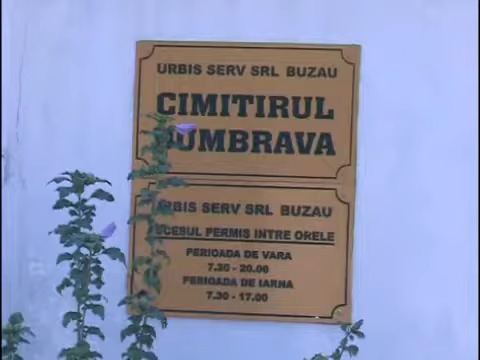 URBIS SERV SRL BUZAU
CIMITIRUL
DUMBRAVA
URBIS SERV SRL BUZAU
ACCESUL PERMIS INTRE ORELE
PERIOADA DE VARA
7.30 - 20.00
PERIOADA DE IARNA
7.30 - 17.00